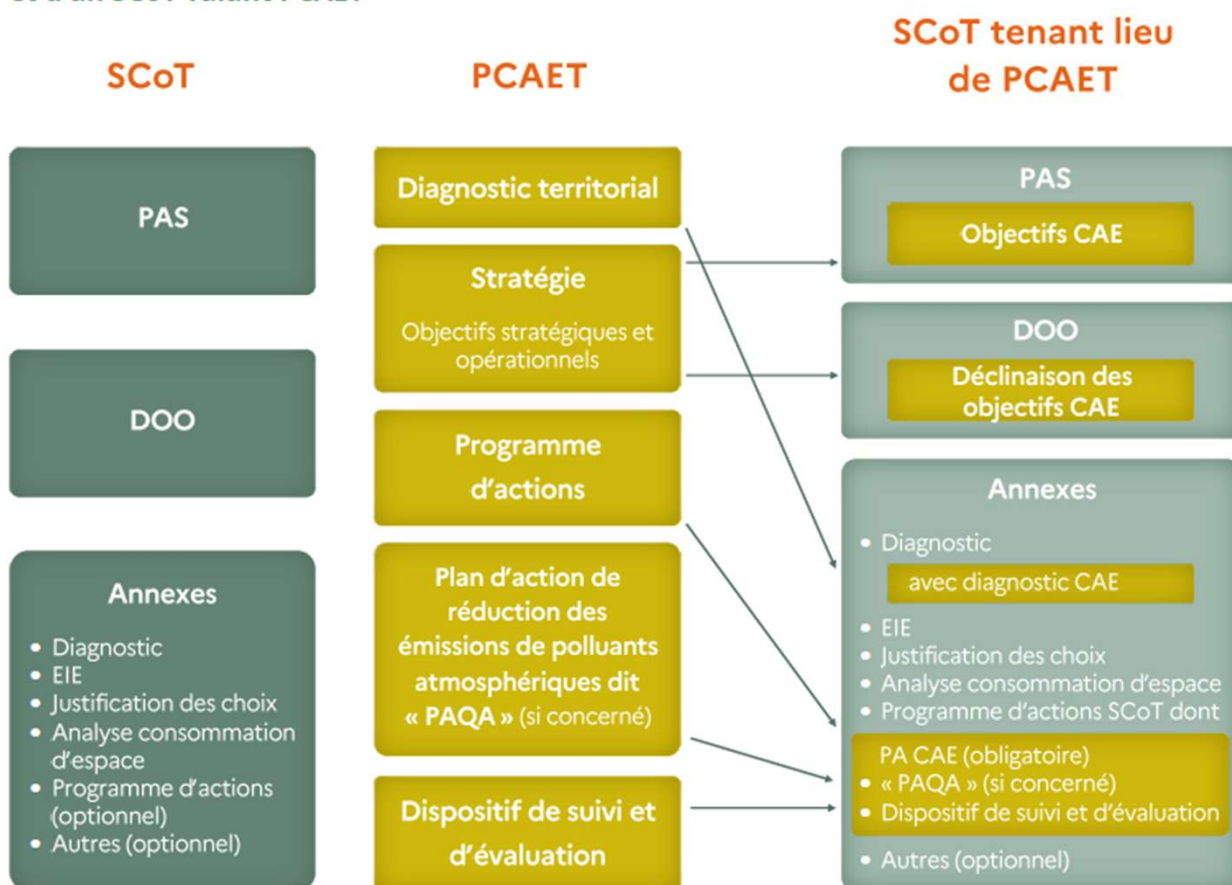 SCoT
PAS
DOO
Annexes
• Diagnostic
• EIE
• Justification des choix
• Analyse consommation
d'espace
• Programme d'actions
(optionnel)
• Autres (optionnel)
PCAET
Diagnostic territorial
Stratégie
Objectifs stratégiques et
opérationnels
Programme
d'actions
Plan d'action de
réduction des
émissions de polluants
atmosphériques dit
« PAQA » (si concerné)
Dispositif de suivi et
d'évaluation
SCoT tenant lieu
de PCAET
PAS
Objectifs CAE
DOO
Déclinaison des
objectifs CAE
Annexes
• Diagnostic
avec diagnostic CAE
• EIE
• Justification des choix
• Analyse consommation d'espace
• Programme d'actions SCoT dont
PA CAE (obligatoire)
• « PAQA » (si concerné)
• Dispositif de suivi et d'évaluation
• Autres (optionnel)